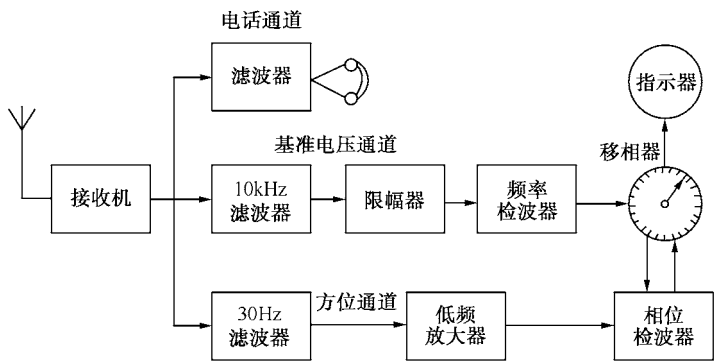 电话通道
滤波器
指示器
基准电压通道
移相器
接收机
10kHz
滤波器
限幅器
频率
检波器
30Hz
滤波器
方位通道
低频
放大器
相位
检波器